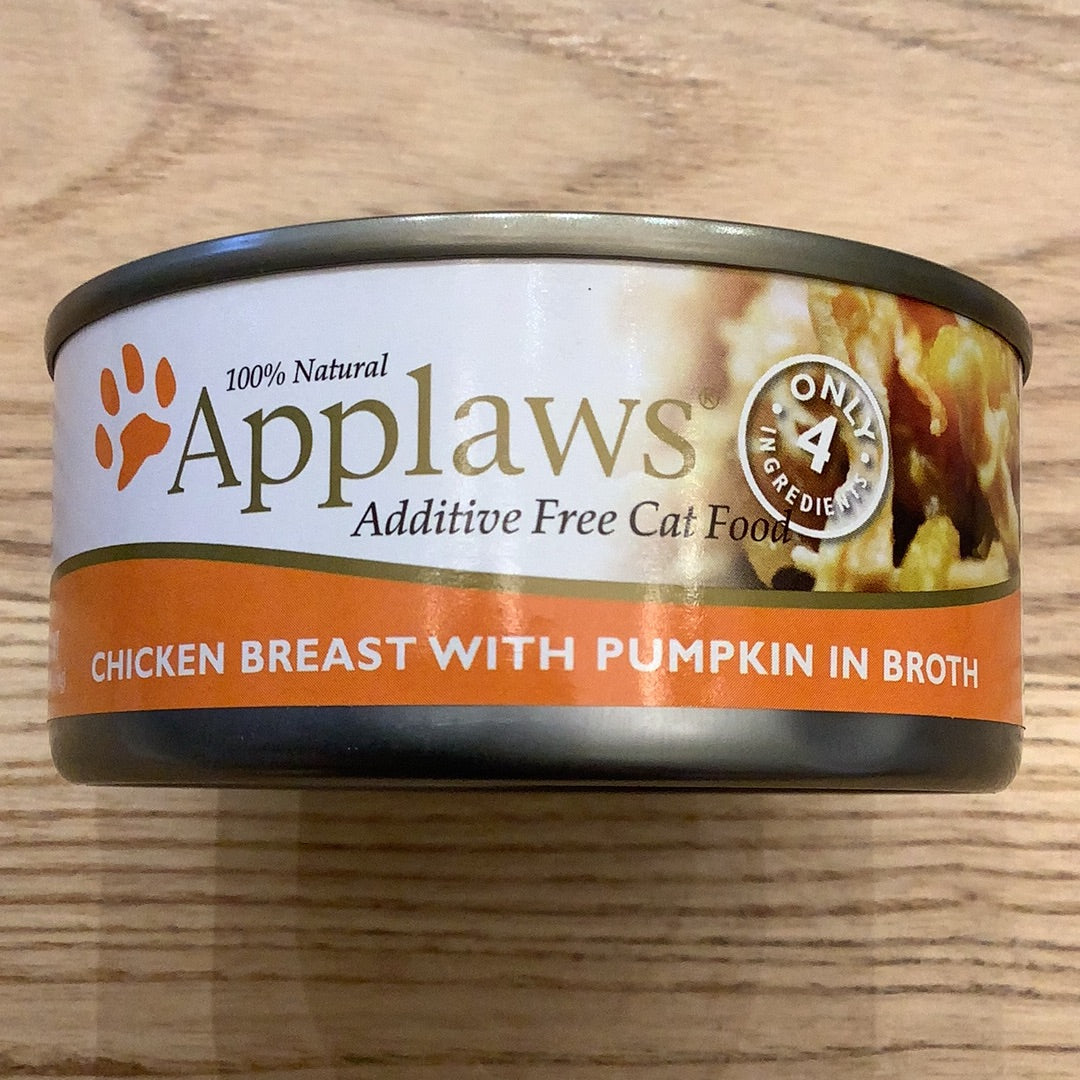 100% Natural
Applaws®
Additive Free Cat Food
ONLY
4
INGREDIENTS
CHICKEN BREAST WITH PUMPKIN IN BROTH